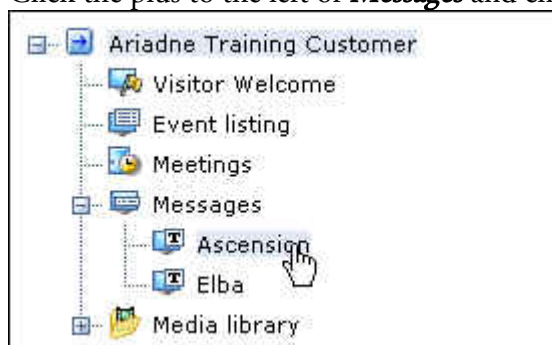 Ariadne Training Customer
Visitor Welcome
Event listing
Meetings
Messages
Ascension
Elba
Media library